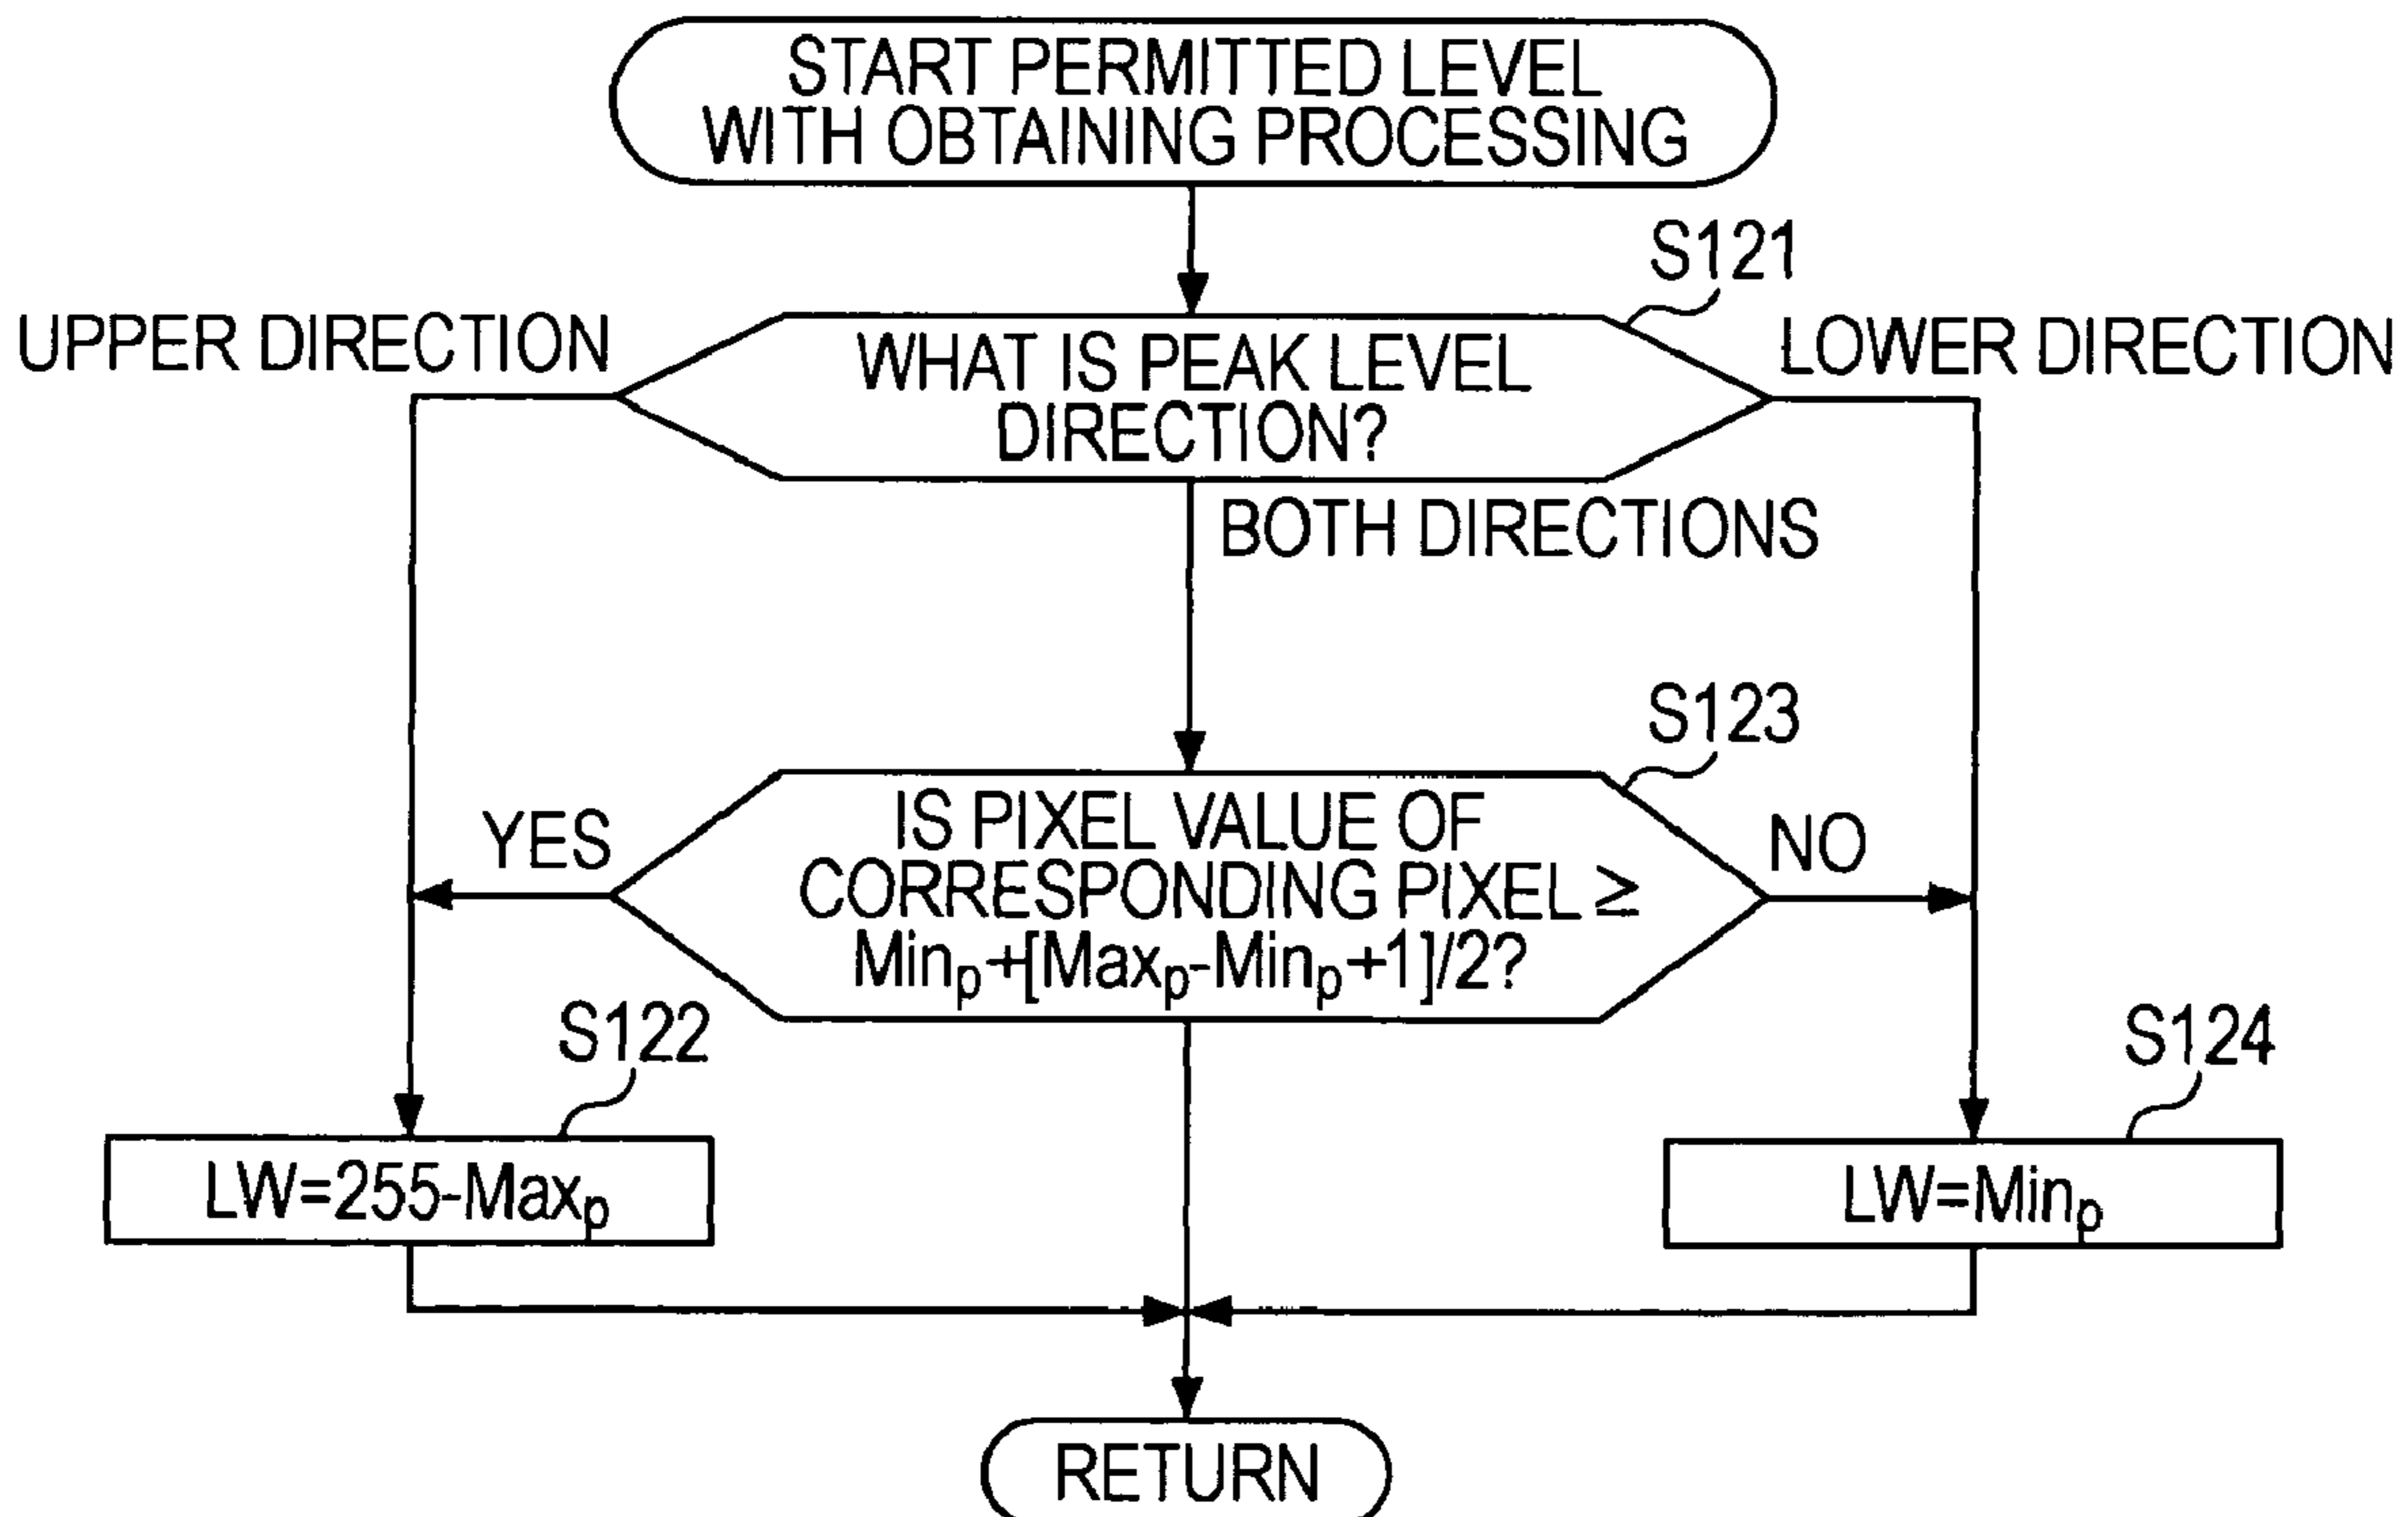 START PERMITTED LEVEL
WITH OBTAINING PROCESSING
S121
UPPER DIRECTION
WHAT IS PEAK LEVEL
DIRECTION?
LOWER DIRECTION
BOTH DIRECTIONS
S123
YES
IS PIXEL VALUE OF
CORRESPONDING PIXEL ≥
Minp+[Maxp-Minp+1]/2?
NO
S122
LW=255-Maxp
S124
LW=Minp
RETURN